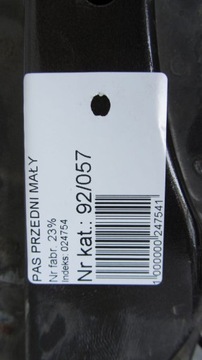 PAS PRZEDNI MAŁY
Nr fabr. 23%
Indeks: 024754
Nr kat.: 92/057
1000000247541